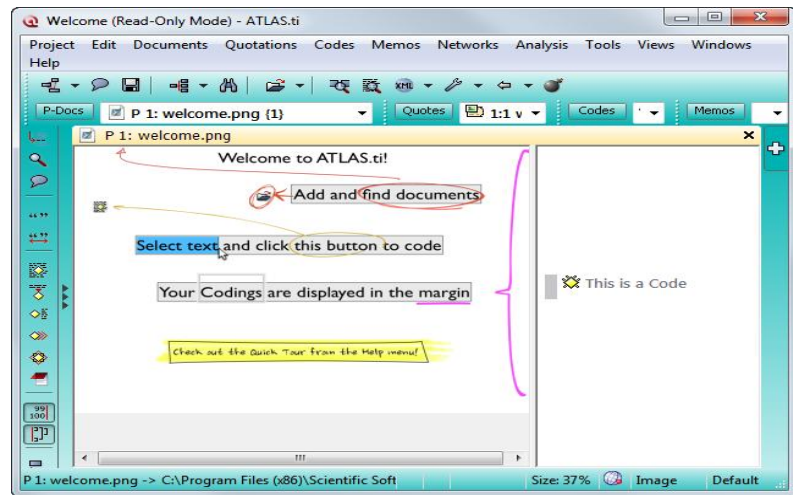 Welcome (Read-Only Mode) - ATLAS.ti
Project Edit Documents Quotations Codes Memos Networks Analysis Tools Views Windows
Help
XML
P-Docs P 1: welcome.png {1} Quotes 1:1 v Codes Memos
P 1: welcome.png
Welcome to ATLAS.ti!
Add and find documents
Select text and click this button to code
Your Codings are displayed in the margin
This is a Code
Check out the Quick Tour from the Help menu!
99
100
P 1: welcome.png -> C:\Program Files (x86)\Scientific Soft Size: 37% Image Default